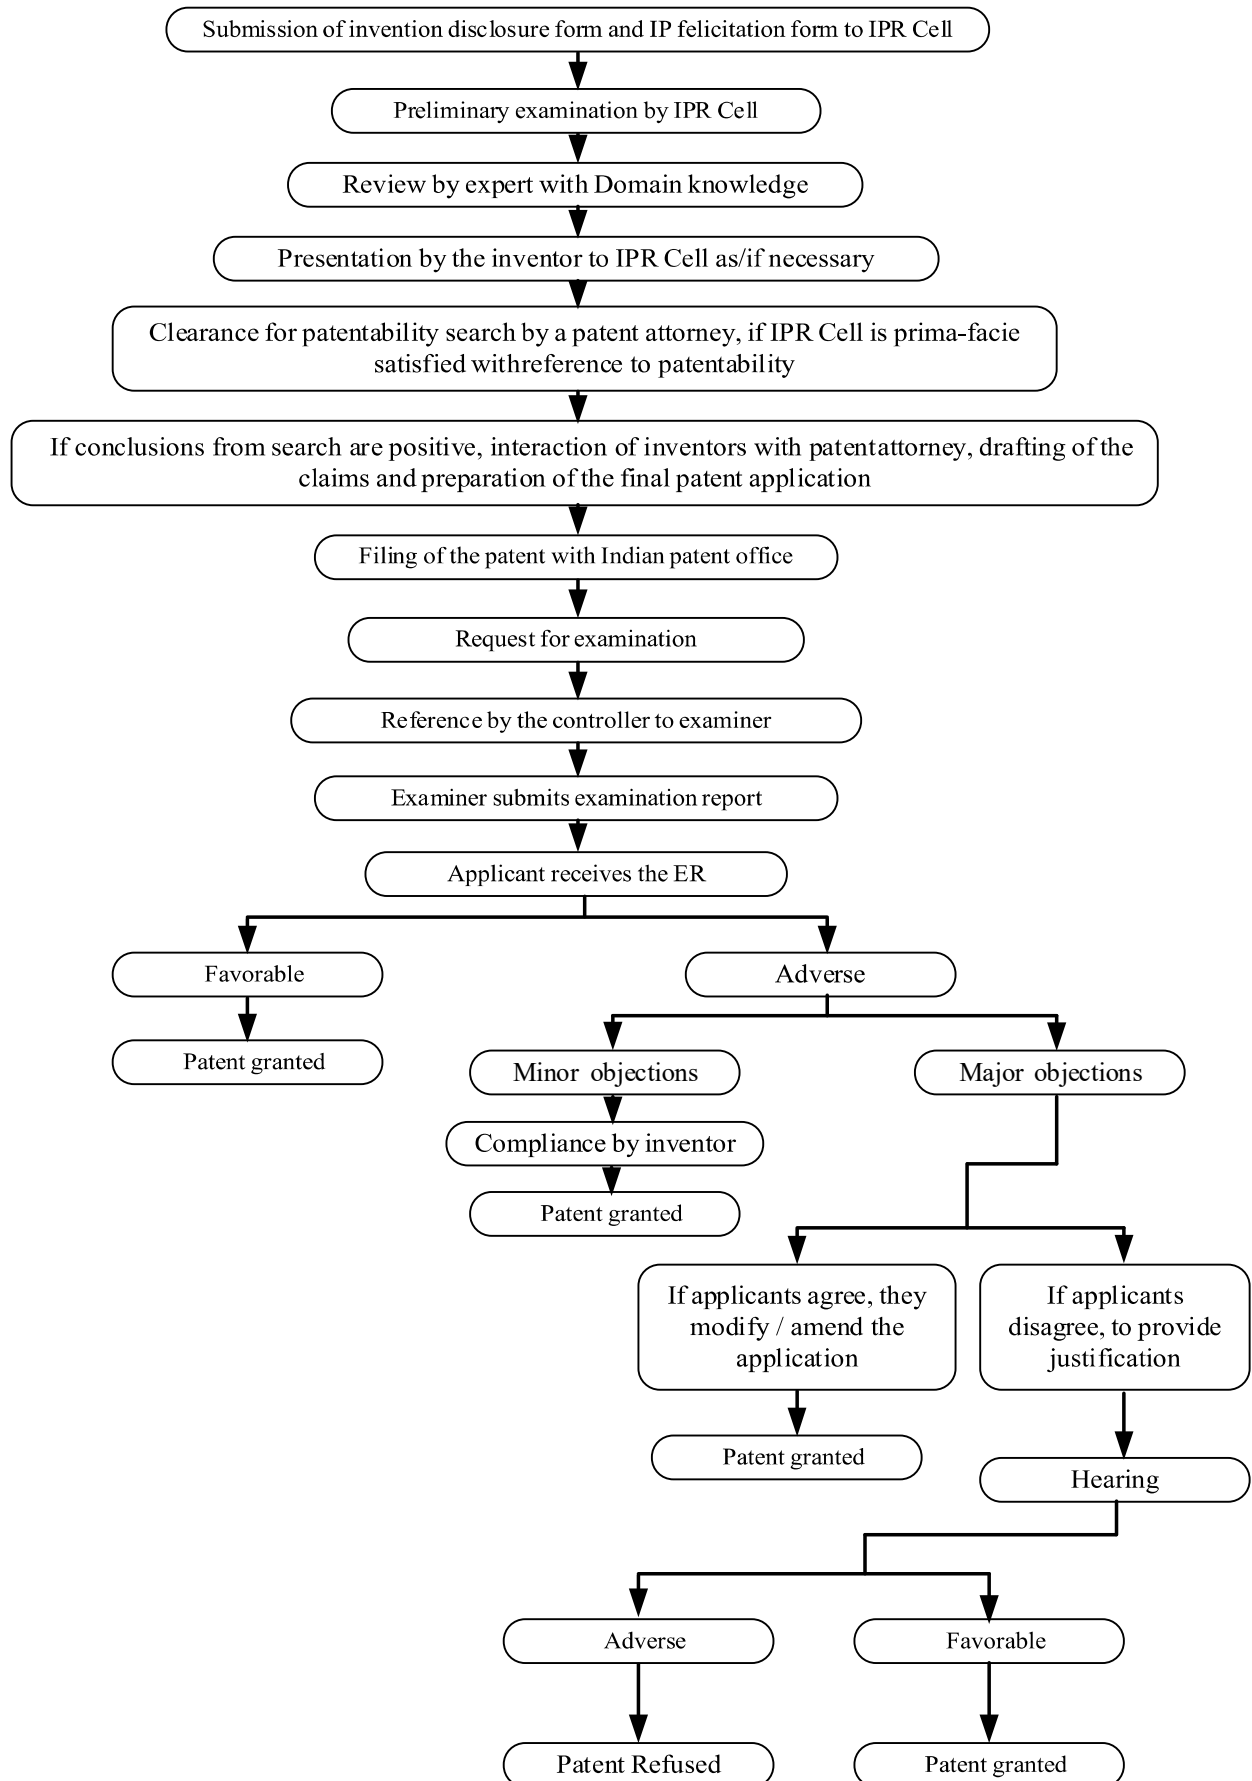 Submission of invention disclosure form and IP felicitation form to IPR Cell
Preliminary examination by IPR Cell
Review by expert with Domain knowledge
Presentation by the inventor to IPR Cell as/if necessary
Clearance for patentability search by a patent attorney, if IPR Cell is prima-facie
satisfied withreference to patentability
If conclusions from search are positive, interaction of inventors with patentattorney, drafting of the
claims and preparation of the final patent application
Filing of the patent with Indian patent office
Request for examination
Reference by the controller to examiner
Examiner submits examination report
Applicant receives the ER
Favorable
Adverse
Patent granted
Minor objections
Major objections
Compliance by inventor
Patent granted
If applicants agree, they
modify / amend the
application
If applicants
disagree, to provide
justification
Patent granted
Hearing
Adverse
Favorable
Patent Refused
Patent granted